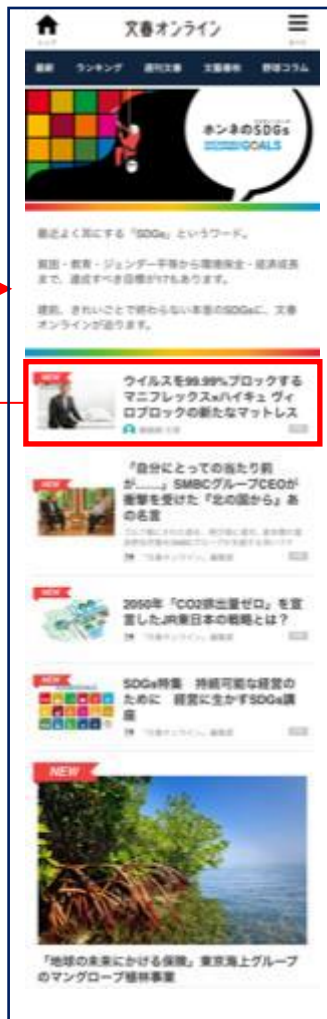 文春オンライン
最新 ランキング 週刊文春 文藝春秋 野球コラム
ホンネのSDGs
GOALS
最近よく耳にする「SDGs」というワード。
貧困・教育・ジェンダー平等から環境保全・経済成長
まで、達成すべき目標が17もあります。
建前、きれいごとで終わらない本音のSDGsに、文春
オンラインが迫ります。
NEW
ウイルスを99.99%ブロックする
マニフレックス×ハイキュ ヴィ
ロブロックの新たなマットレス
NEW
「自分にとっての当たり前
が……」SMBCグループCEOが
衝撃を受けた『北の国から』あ
の名言
「文春オンライン」編集部
NEW
2050年「CO2排出量ゼロ」を宣
言したJR東日本の戦略とは？
「文春オンライン」編集部
NEW
SDGs特集 持続可能な経営の
ために 経営に生かすSDGs講
座
「文春オンライン」編集部
NEW
「地球の未来にかける保険」東京海上グループ
のマングローブ植林事業